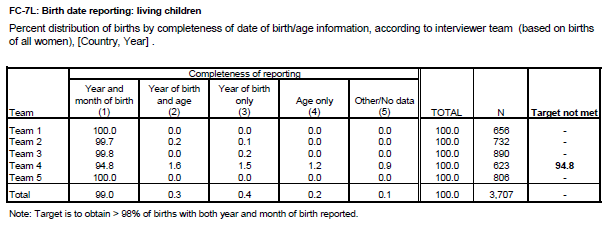 FC-7L: Birth date reporting: living children
Percent distribution of births by completeness of date of birth/age information, according to interviewer team (based on births
of all women), [Country, Year] .
Completeness of reporting
Team | Year and month of birth (1) | Year of birth and age (2) | Year of birth only (3) | Age only (4) | Other/No data (5) | TOTAL | N | Target not met
Team 1 100.0 0.0 0.0 0.0 0.0 100.0 656 -
Team 2 99.7 0.2 0.1 0.0 0.0 100.0 732 -
Team 3 99.8 0.0 0.2 0.0 0.0 100.0 890 -
Team 4 94.8 1.6 1.5 1.2 0.9 100.0 623 94.8
Team 5 100.0 0.0 0.0 0.0 0.0 100.0 806 -
Total 99.0 0.3 0.4 0.2 0.1 100.0 3,707 -
Note: Target is to obtain > 98% of births with both year and month of birth reported.